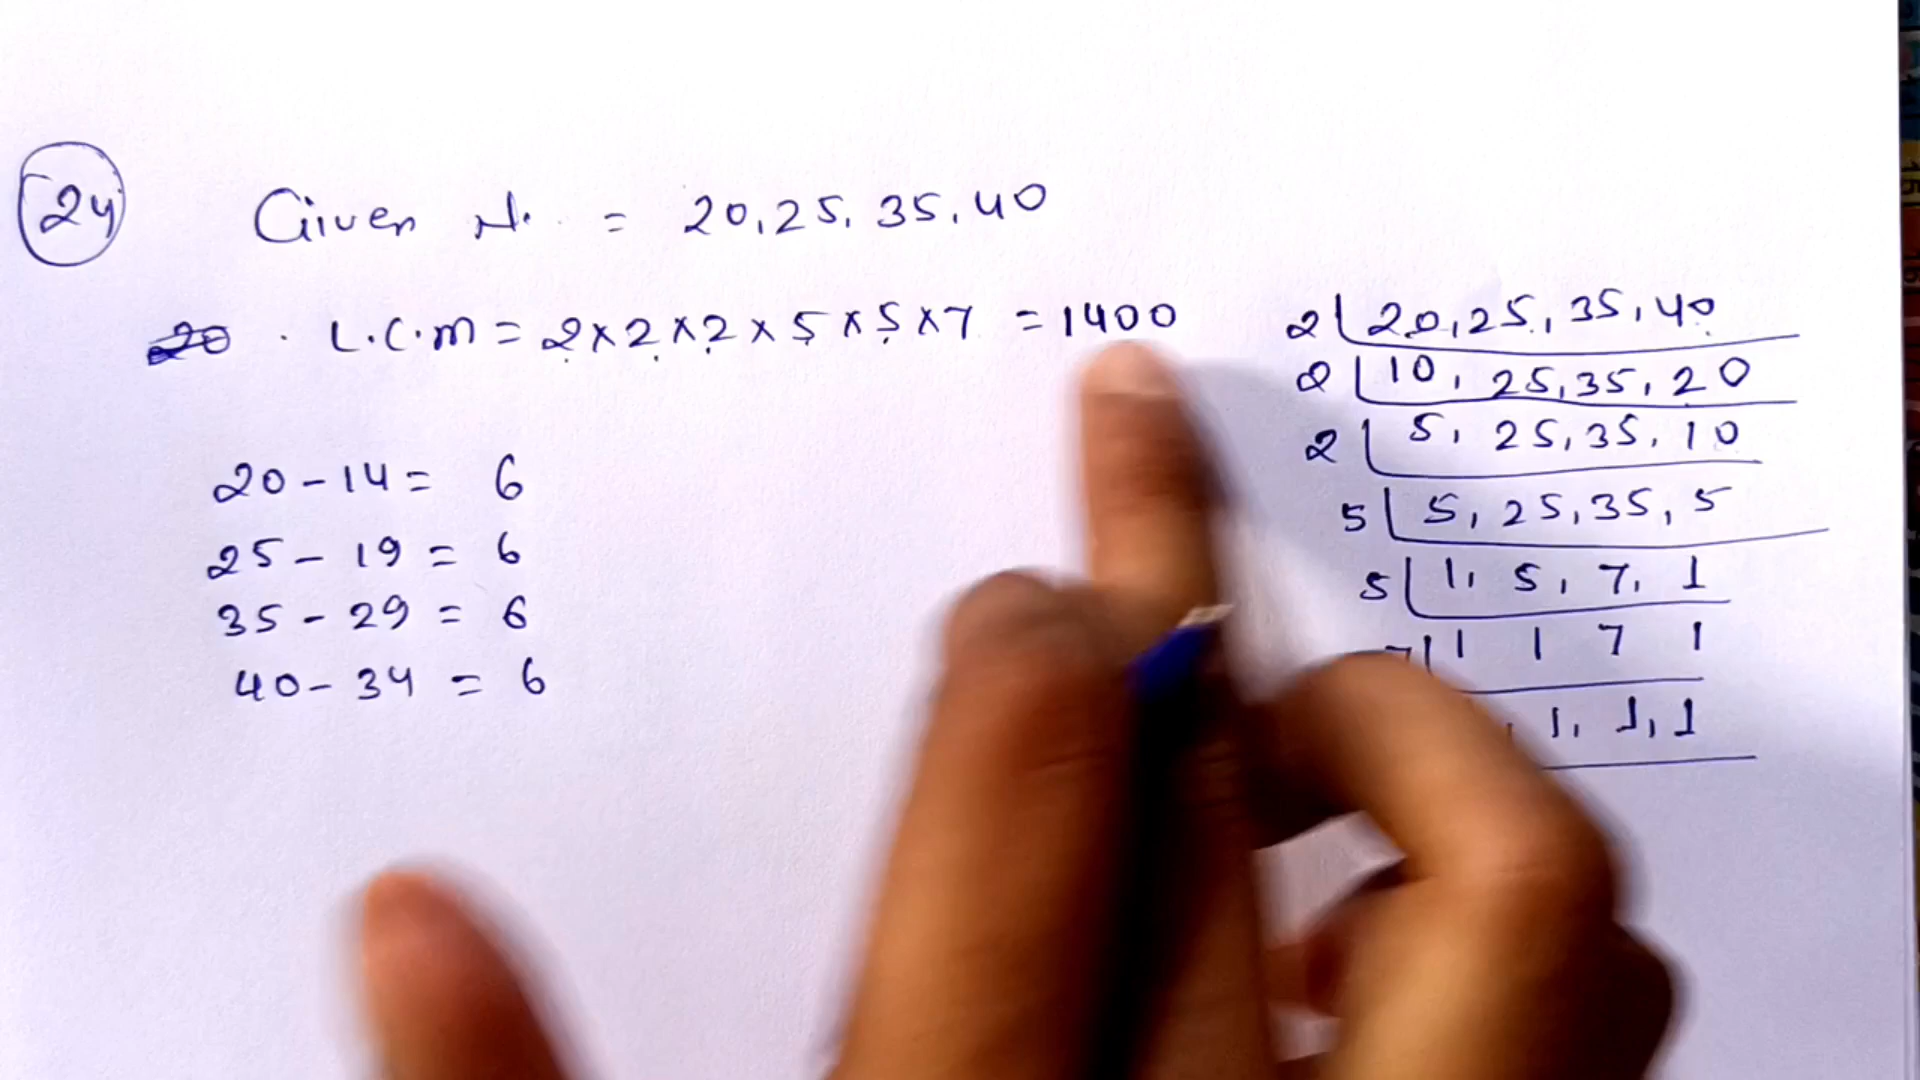 24
Given N. = 20, 25, 35, 40
L.C.M = 2×2×2×5×5×7 = 1400
20 - 14 = 6
25 - 19 = 6
35 - 29 = 6
40 - 34 = 6
2 | 20, 25, 35, 40
2 | 10, 25, 35, 20
2 | 5, 25, 35, 10
5 | 5, 25, 35, 5
5 | 1, 5, 7, 1
1 1 7 1
1, 1, 1